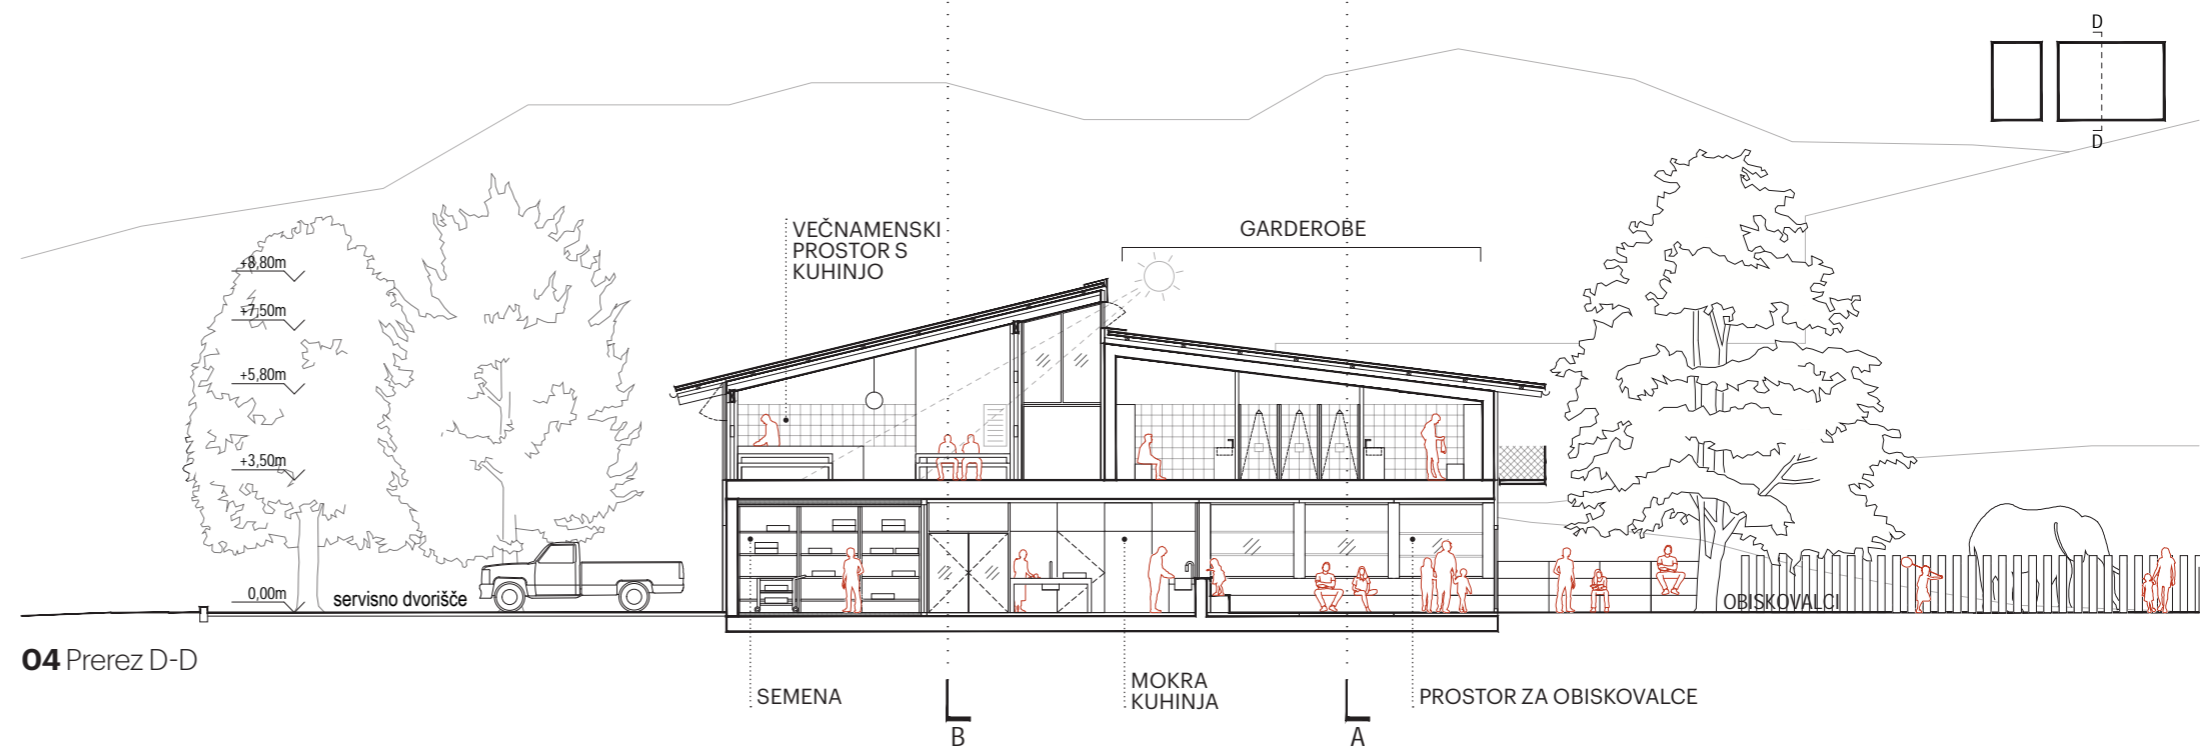 D
D
VEČNAMENSKI
PROSTOR S
KUHINJO
GARDEROBE
+8,80m
+7,50m
+5,80m
+3,50m
0,00m
servisno dvorišče
OBISKOVALCI
04 Prerez D-D
SEMENA
MOKRA
KUHINJA
PROSTOR ZA OBISKOVALCE
B
A